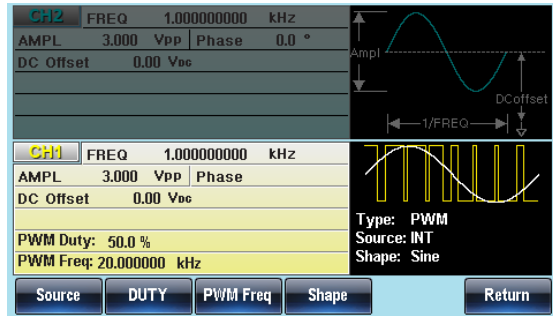 CH2 FREQ 1.000000000 kHz
AMPL 3.000 Vpp Phase 0.0 °
DC Offset 0.00 VDC
Ampl
DCoffset
1/FREQ
CH1 FREQ 1.000000000 kHz
AMPL 3.000 Vpp Phase
DC Offset 0.00 VDC
PWM Duty: 50.0 %
PWM Freq: 20.000000 kHz
Type: PWM
Source: INT
Shape: Sine
Source DUTY PWM Freq Shape Return